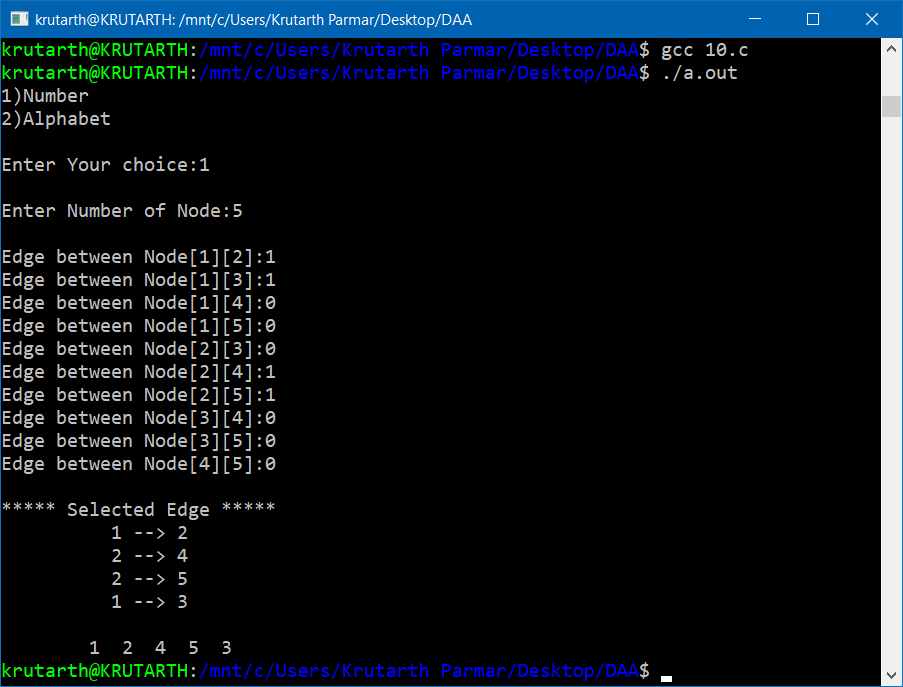 krutarth@KRUTARTH: /mnt/c/Users/Krutarth Parmar/Desktop/DAA
krutarth@KRUTARTH:/mnt/c/Users/Krutarth Parmar/Desktop/DAA$ gcc 10.c
krutarth@KRUTARTH:/mnt/c/Users/Krutarth Parmar/Desktop/DAA$ ./a.out
1)Number
2)Alphabet
Enter Your choice:1
Enter Number of Node:5
Edge between Node[1][2]:1
Edge between Node[1][3]:1
Edge between Node[1][4]:0
Edge between Node[1][5]:0
Edge between Node[2][3]:0
Edge between Node[2][4]:1
Edge between Node[2][5]:1
Edge between Node[3][4]:0
Edge between Node[3][5]:0
Edge between Node[4][5]:0
***** Selected Edge *****
1 --> 2
2 --> 4
2 --> 5
1 --> 3
1 2 4 5 3
krutarth@KRUTARTH:/mnt/c/Users/Krutarth Parmar/Desktop/DAA$